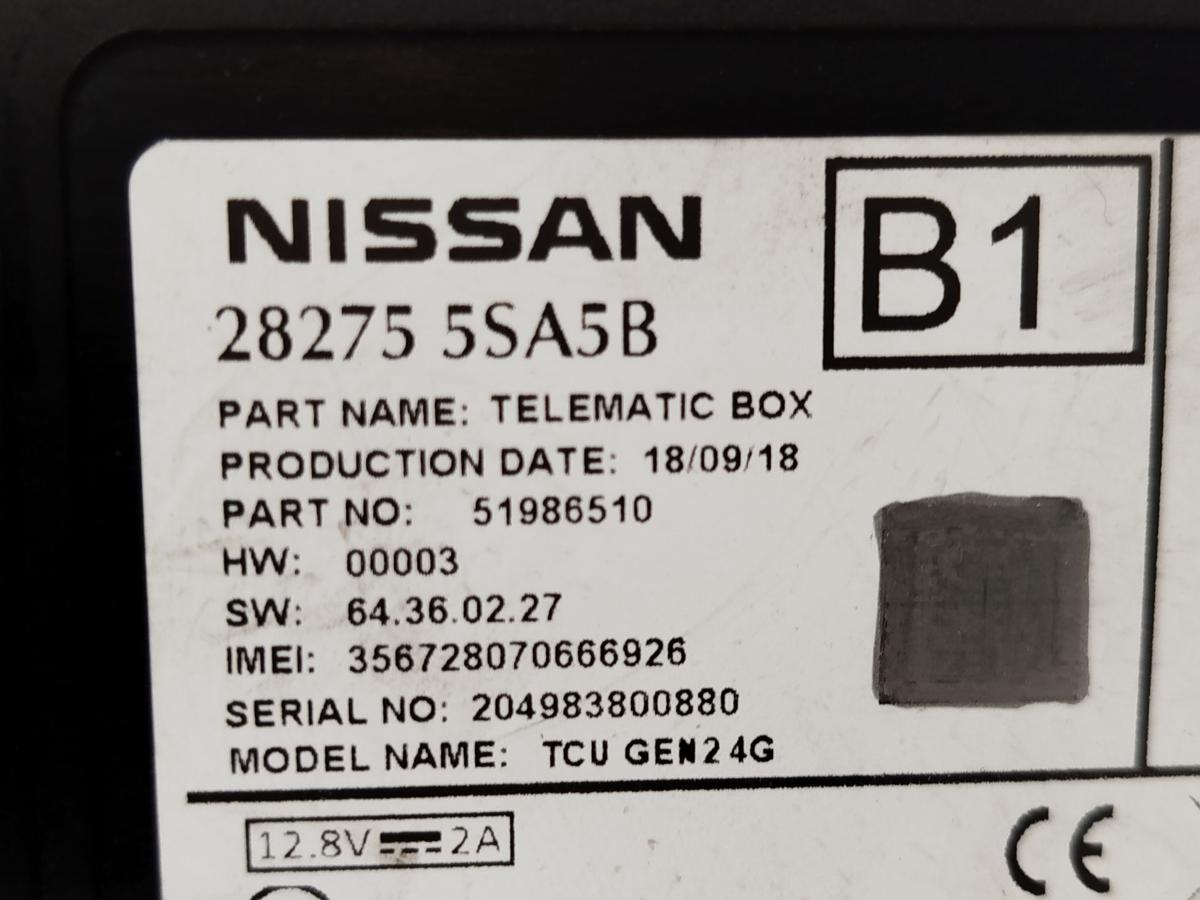 NISSAN
B1
28275 5SA5B
PART NAME: TELEMATIC BOX
PRODUCTION DATE: 18/09/18
PART NO: 51986510
HW: 00003
SW: 64.36.02.27
IMEI: 356728070666926
SERIAL NO: 204983800880
MODEL NAME: TCU GEN2 4G
12.8V 2A
CE